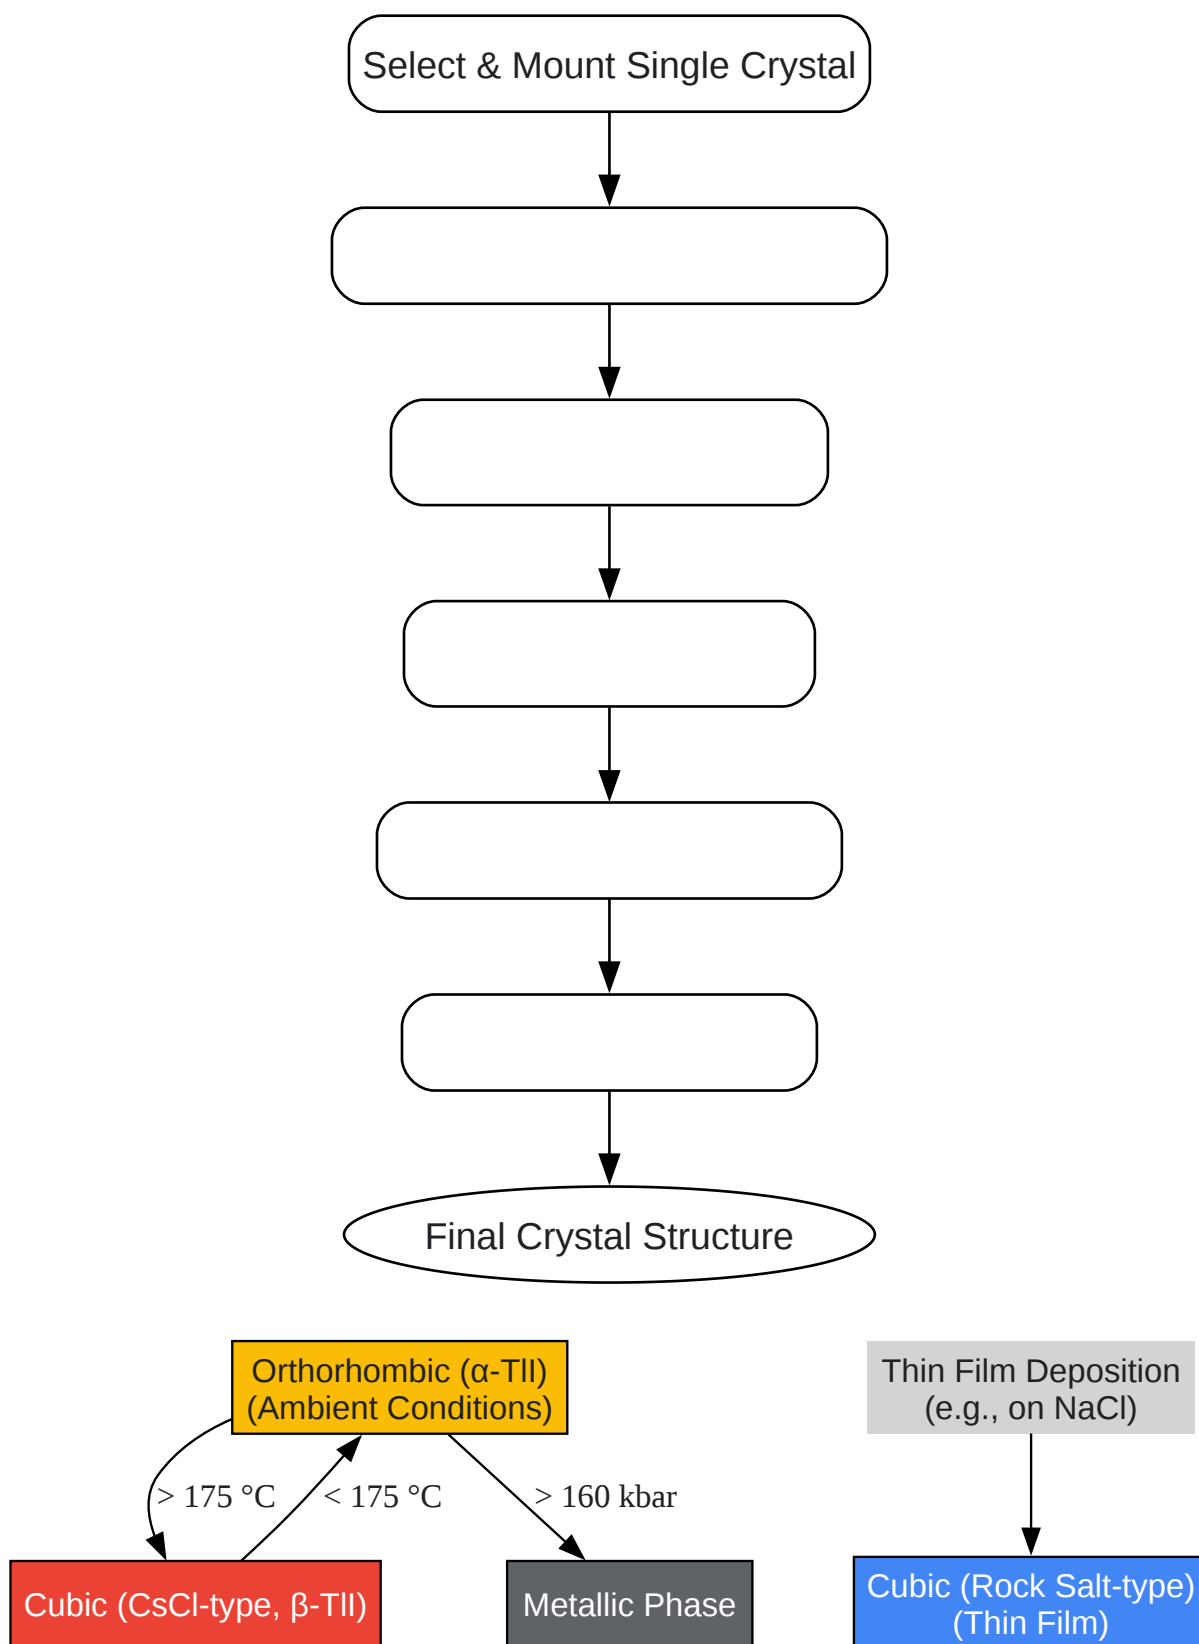 Select & Mount Single Crystal
Final Crystal Structure
Orthorhombic (α-TlI)
(Ambient Conditions)
Thin Film Deposition
(e.g., on NaCl)
> 175 °C
< 175 °C
> 160 kbar
Cubic (CsCl-type, β-TlI)
Metallic Phase
Cubic (Rock Salt-type)
(Thin Film)